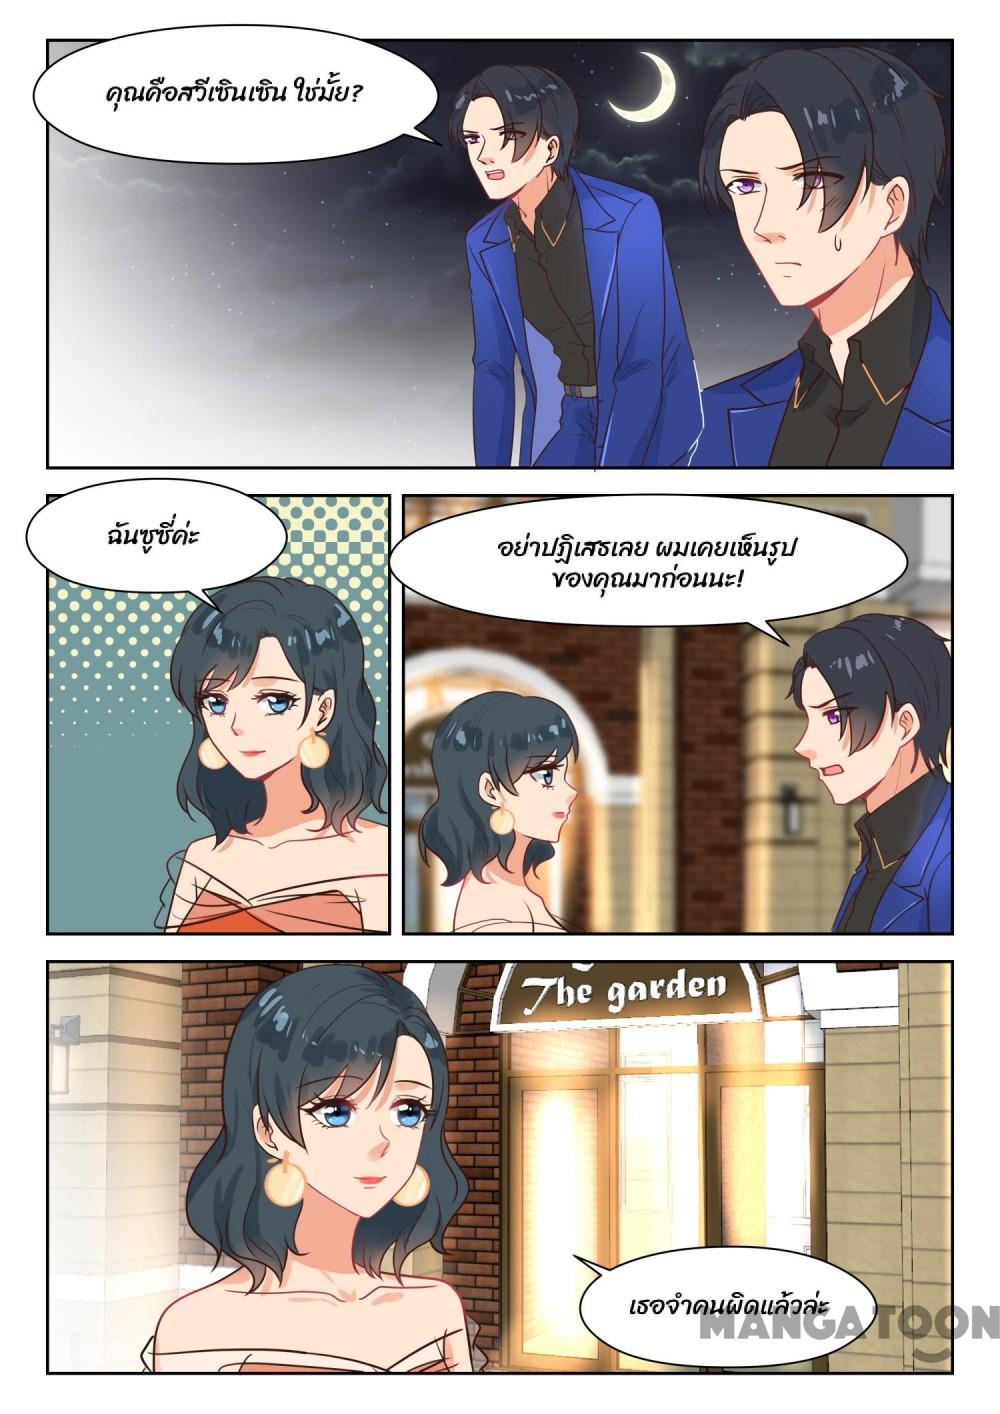 คุณคือสวีเซินเซิน ใช่มั้ย?
ฉันซูซี่ค่ะ
อย่าปฏิเสธเลย ผมเคยเห็นรูป
ของคุณมาก่อนนะ!
The garden
เธอจำคนผิดแล้วล่ะ
MANGATOON